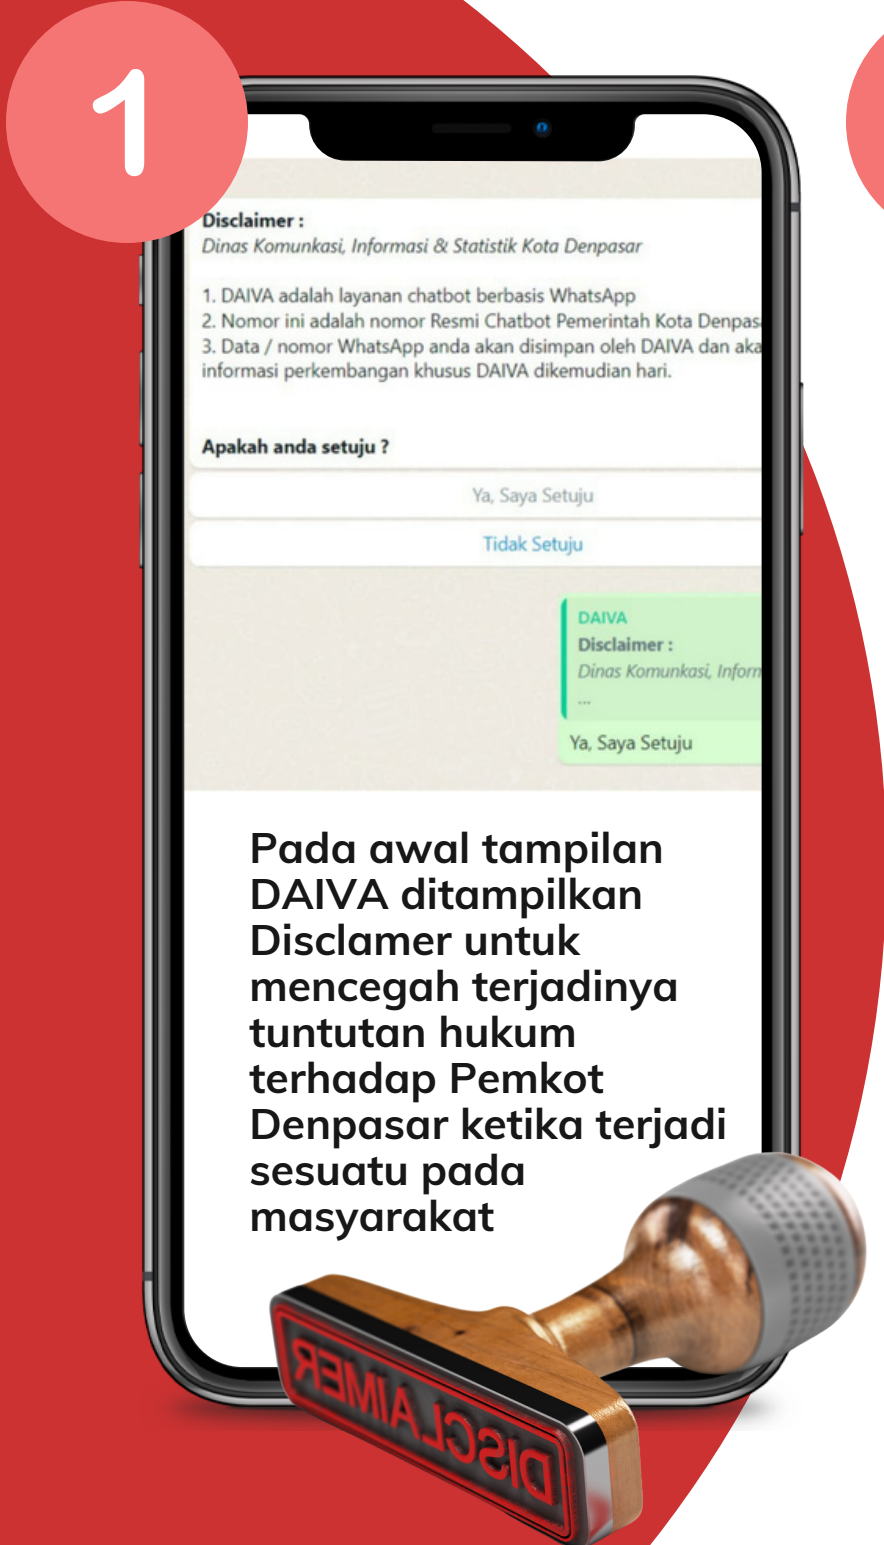 1
Disclaimer :
Dinas Komunkasi, Informasi & Statistik Kota Denpasar
1. DAIVA adalah layanan chatbot berbasis WhatsApp
2. Nomor ini adalah nomor Resmi Chatbot Pemerintah Kota Denpas
3. Data / nomor WhatsApp anda akan disimpan oleh DAIVA dan aka
informasi perkembangan khusus DAIVA dikemudian hari.
Apakah anda setuju ?
Ya, Saya Setuju
Tidak Setuju
DAIVA
Disclaimer :
Dinas Komunkasi, Inform
...
Ya, Saya Setuju
Pada awal tampilan
DAIVA ditampilkan
Disclamer untuk
mencegah terjadinya
tuntutan hukum
terhadap Pemkot
Denpasar ketika terjadi
sesuatu pada
masyarakat
DISCLAIMER